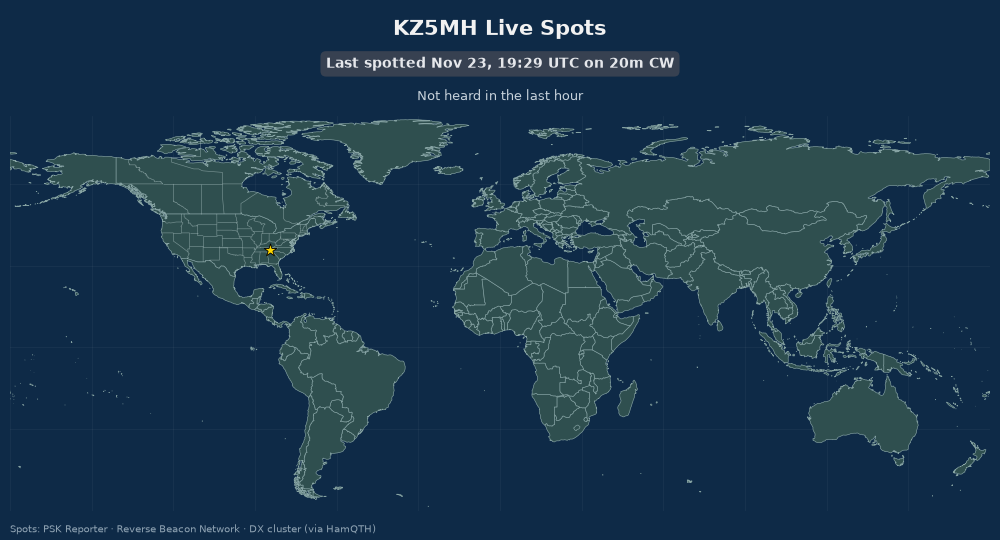 KZ5MH Live Spots
Last spotted Nov 23, 19:29 UTC on 20m CW
Not heard in the last hour
Spots: PSK Reporter · Reverse Beacon Network · DX cluster (via HamQTH)